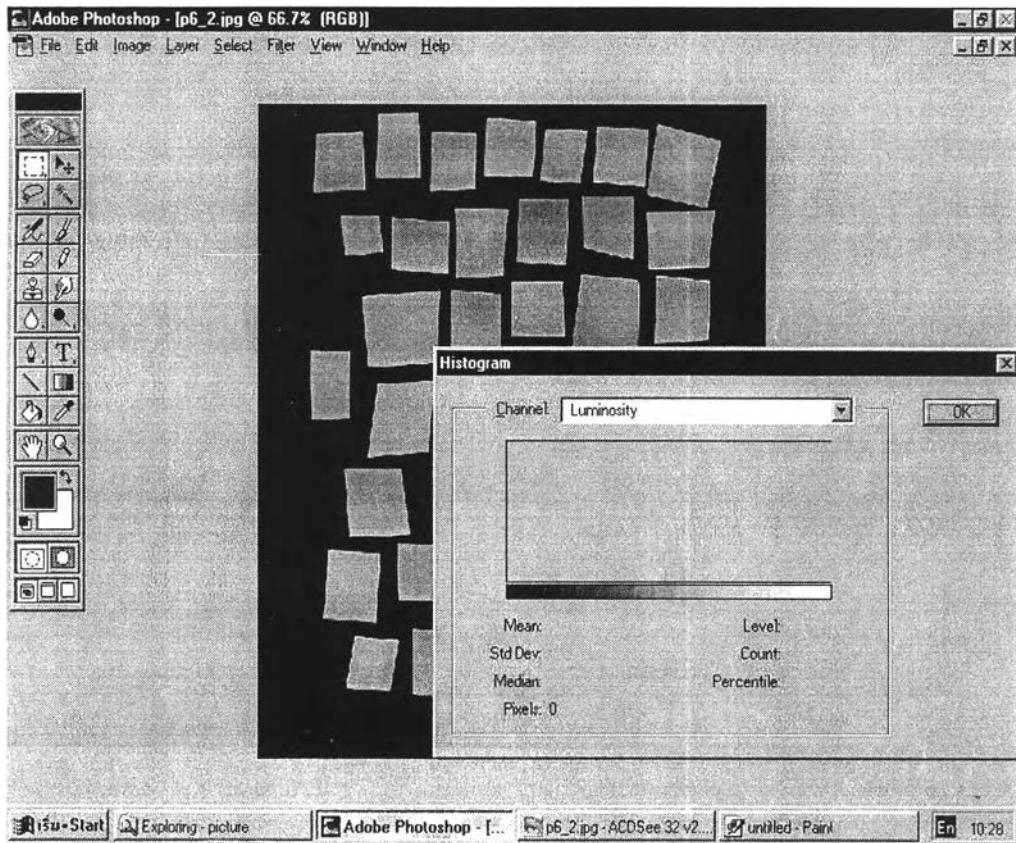 Adobe Photoshop - [p6_2.jpg @ 66.7% (RGB)]
File Edit Image Layer Select Filter View Window Help
Histogram
Channel: Luminosity
OK
Mean: Level:
Std Dev: Count:
Median: Percentile:
Pixels: 0
T
เริ่ม-Start Exploring - picture Adobe Photoshop - [... p6_2.jpg - ACDSee 32 v2.... untitled - Paint En 10:28